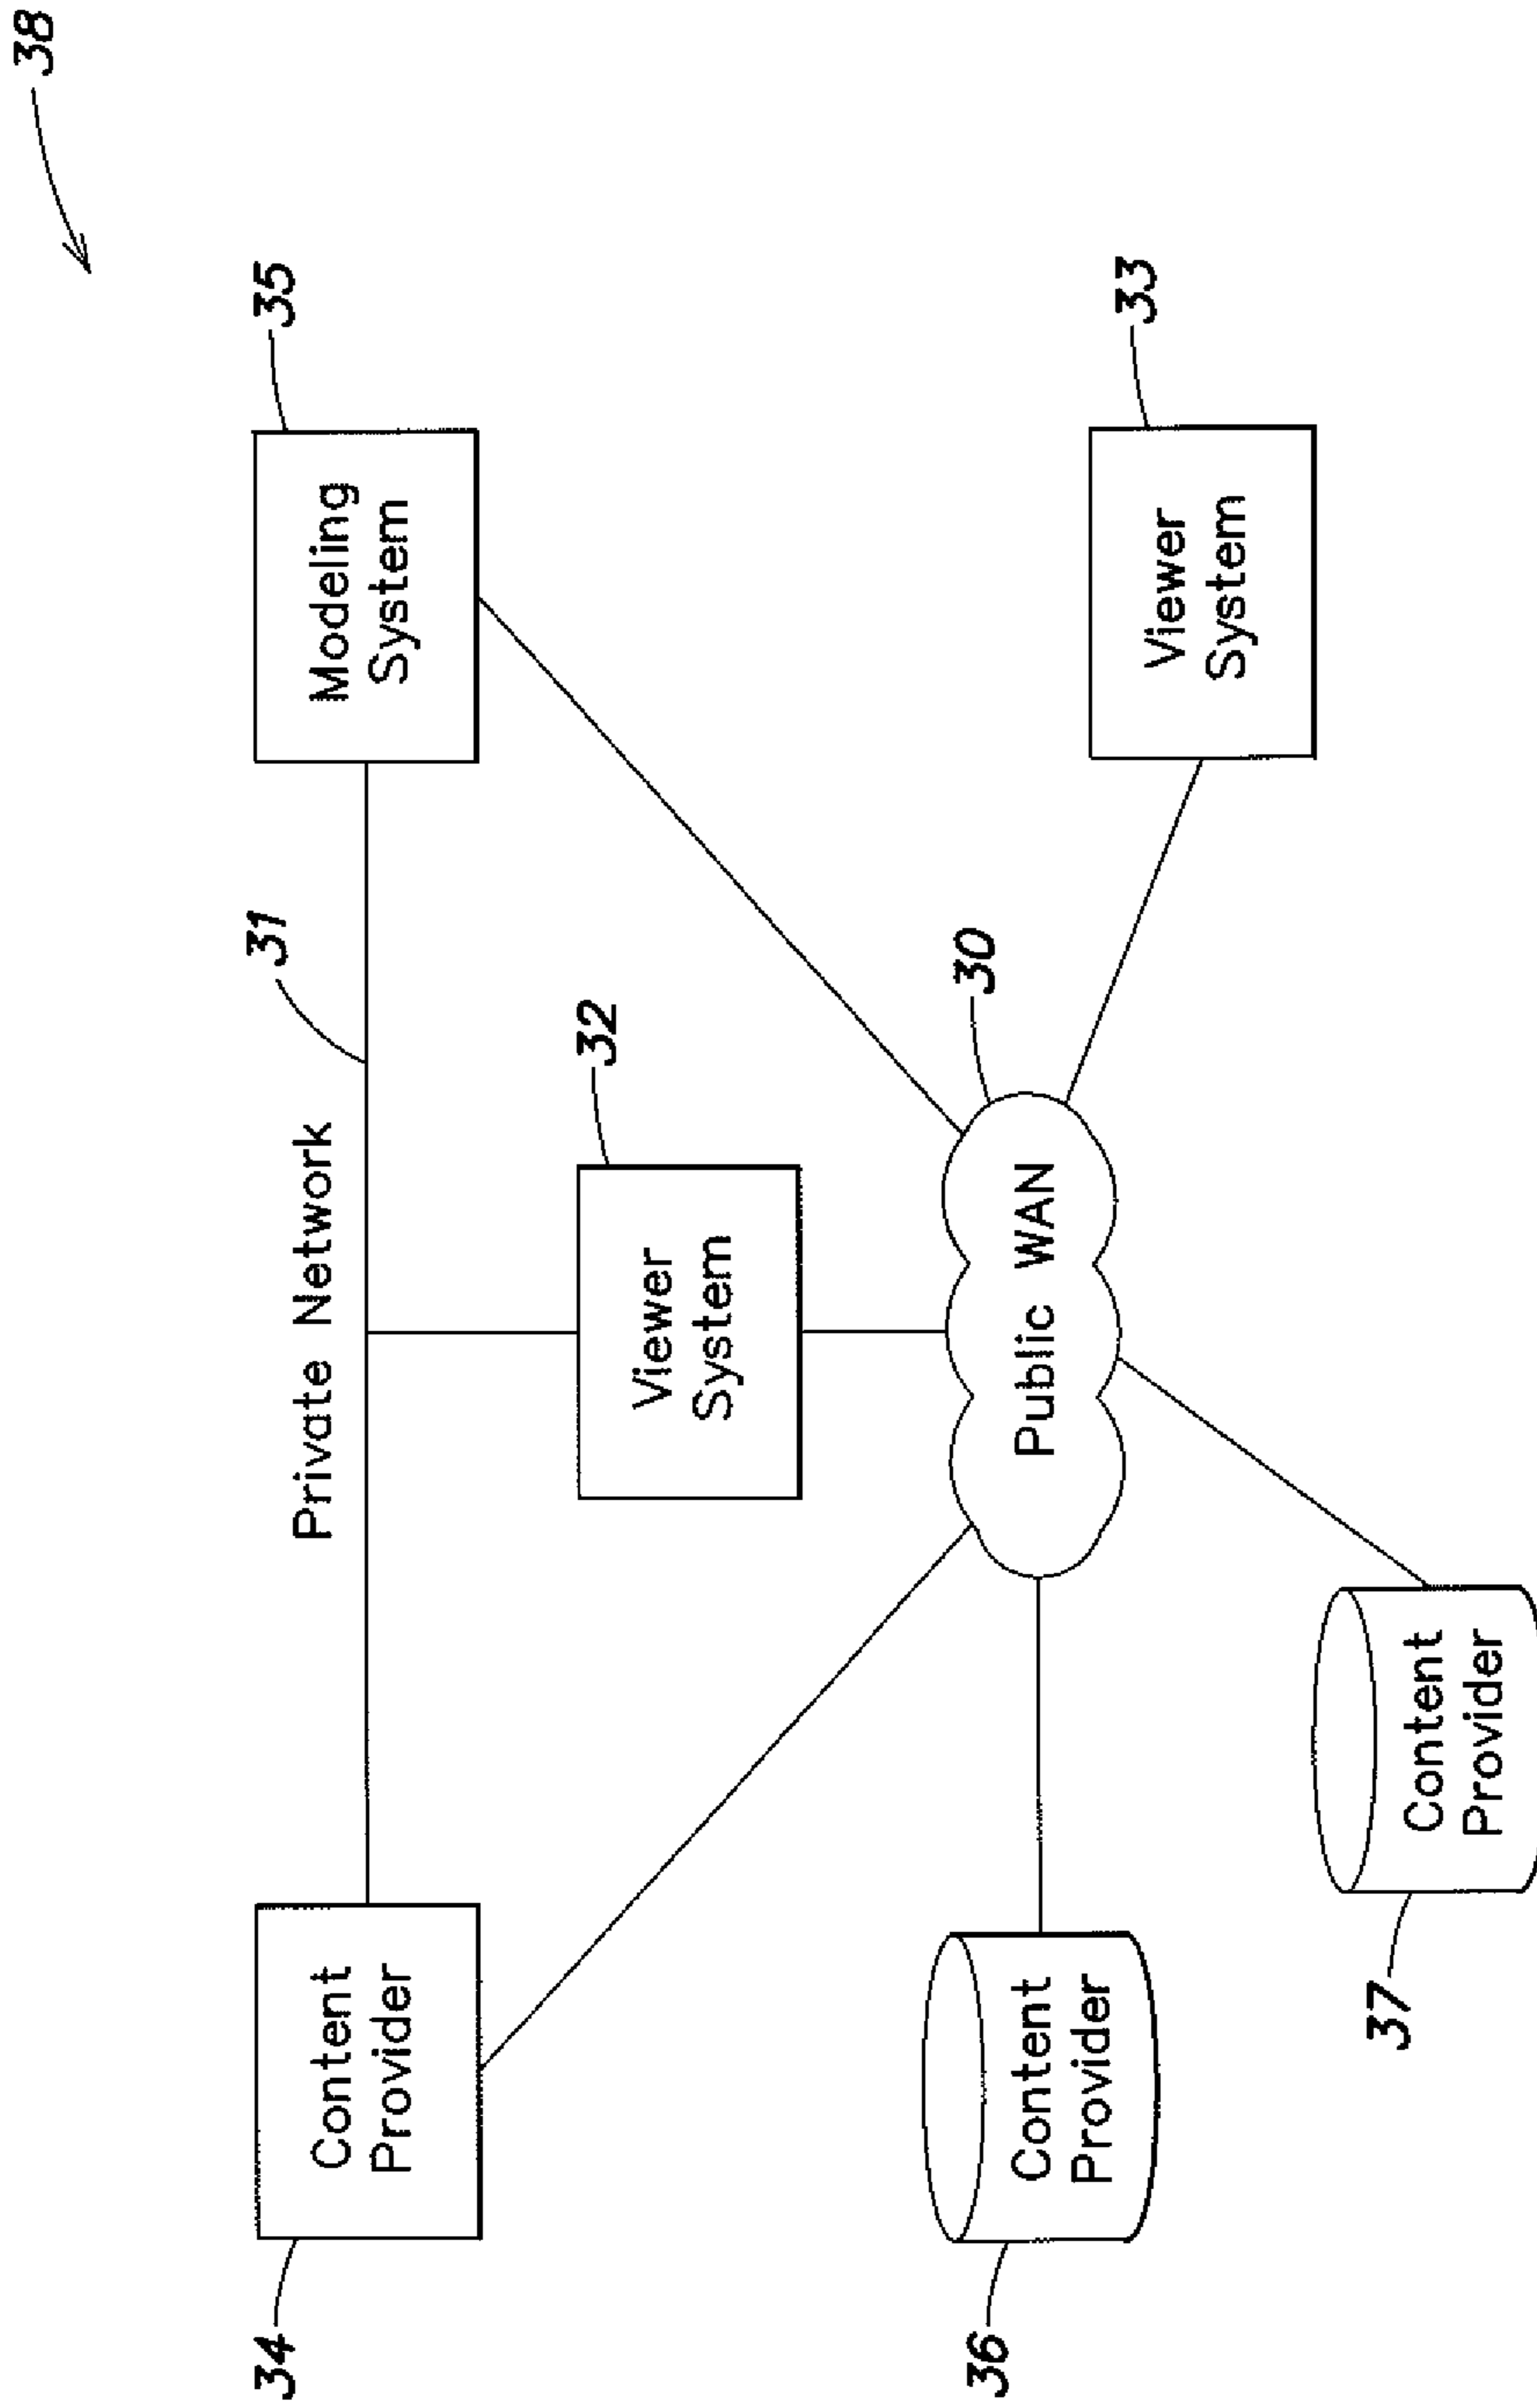 38
34
Content
Provider
Private Network
31
Modeling
System
35
Viewer
System
32
36
Content
Provider
Public WAN
30
Viewer
System
33
37
Content
Provider